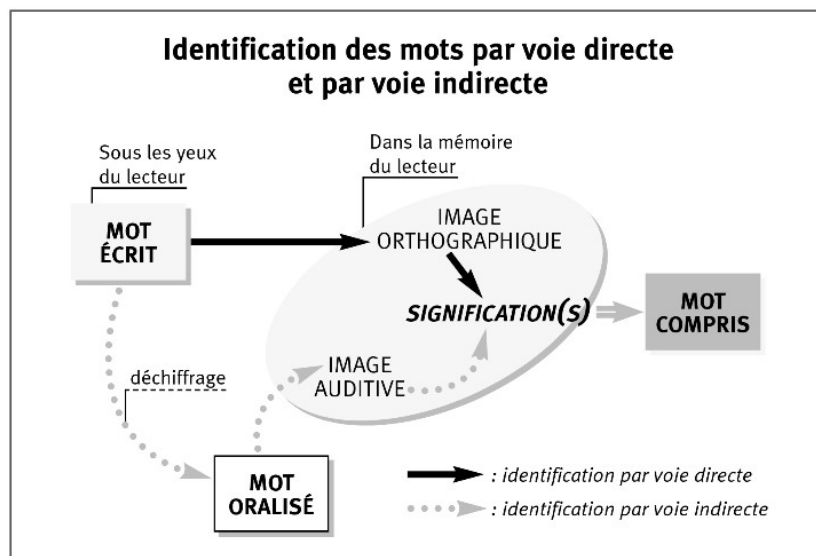 Identification des mots par voie directe
et par voie indirecte
Sous les yeux
du lecteur
Dans la mémoire
du lecteur
MOT
ÉCRIT
IMAGE
ORTHOGRAPHIQUE
SIGNIFICATION(S)
MOT
COMPRIS
IMAGE
AUDITIVE
déchiffrage
MOT
ORALISÉ
: identification par voie directe
: identification par voie indirecte